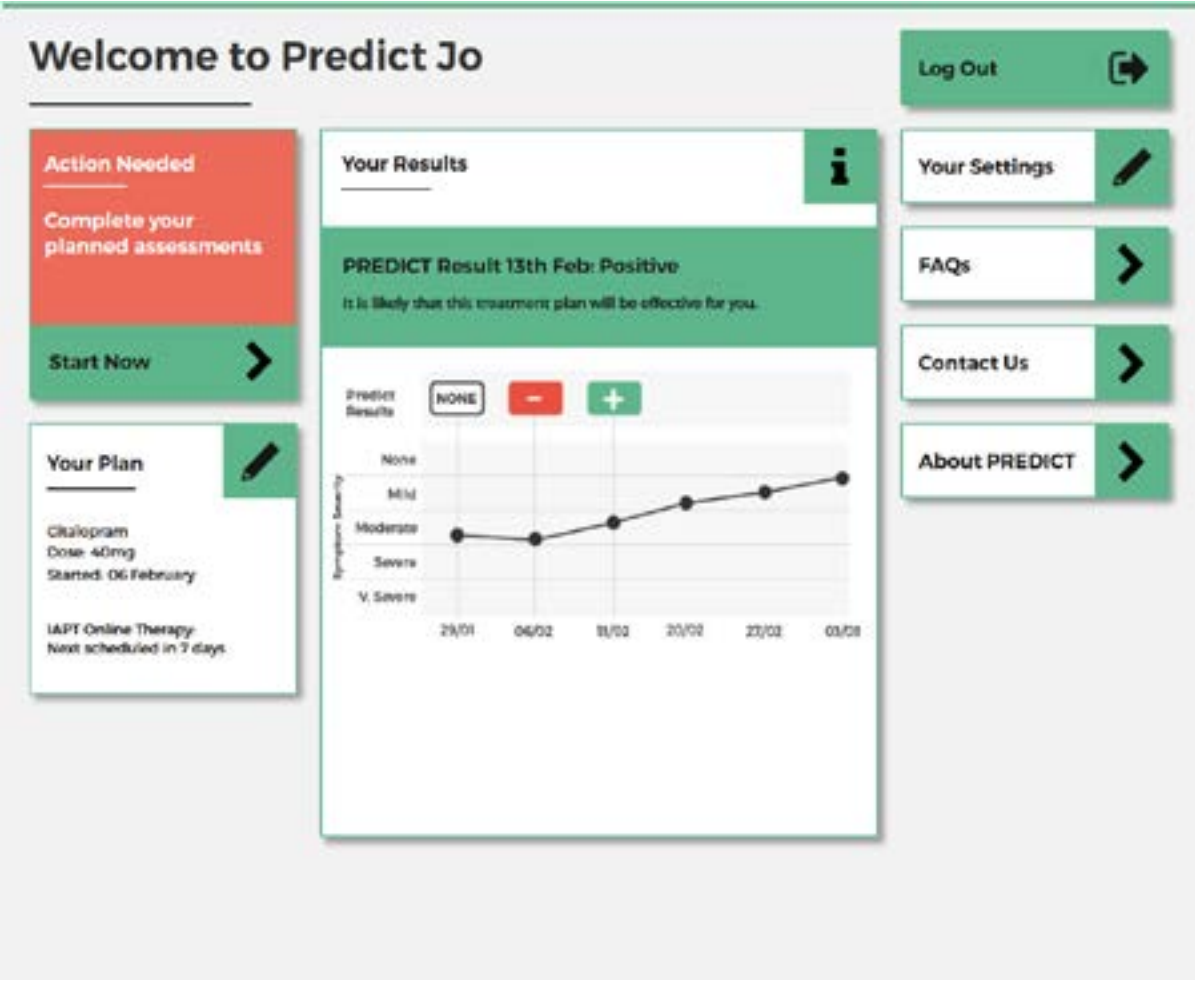 Welcome to Predict Jo
Log Out
Action Needed
Complete your
planned assessments
Start Now
Your Plan
Citalopram
Dose: 40mg
Started: 06 February
IAPT Online Therapy:
Next scheduled in 7 days
Your Results
PREDICT Result 13th Feb: Positive
It is likely that this treatment plan will be effective for you.
Predict
Results
NONE
Symptom Severity
None
Mild
Moderate
Severe
V. Severe
29/01 06/02 11/02 20/02 27/02 03/03
Your Settings
FAQs
Contact Us
About PREDICT